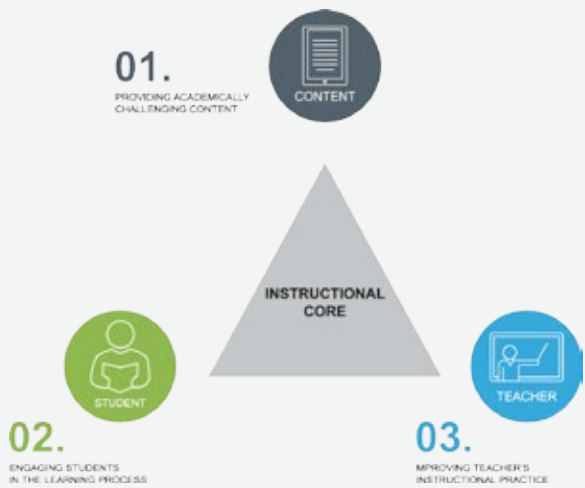 01.
PROVIDING ACADEMICALLY
CHALLENGING CONTENT
CONTENT
INSTRUCTIONAL
CORE
STUDENT
02.
ENGAGING STUDENTS
IN THE LEARNING PROCESS
TEACHER
03.
MPROVING TEACHER'S
INSTRUCTIONAL PRACTICE